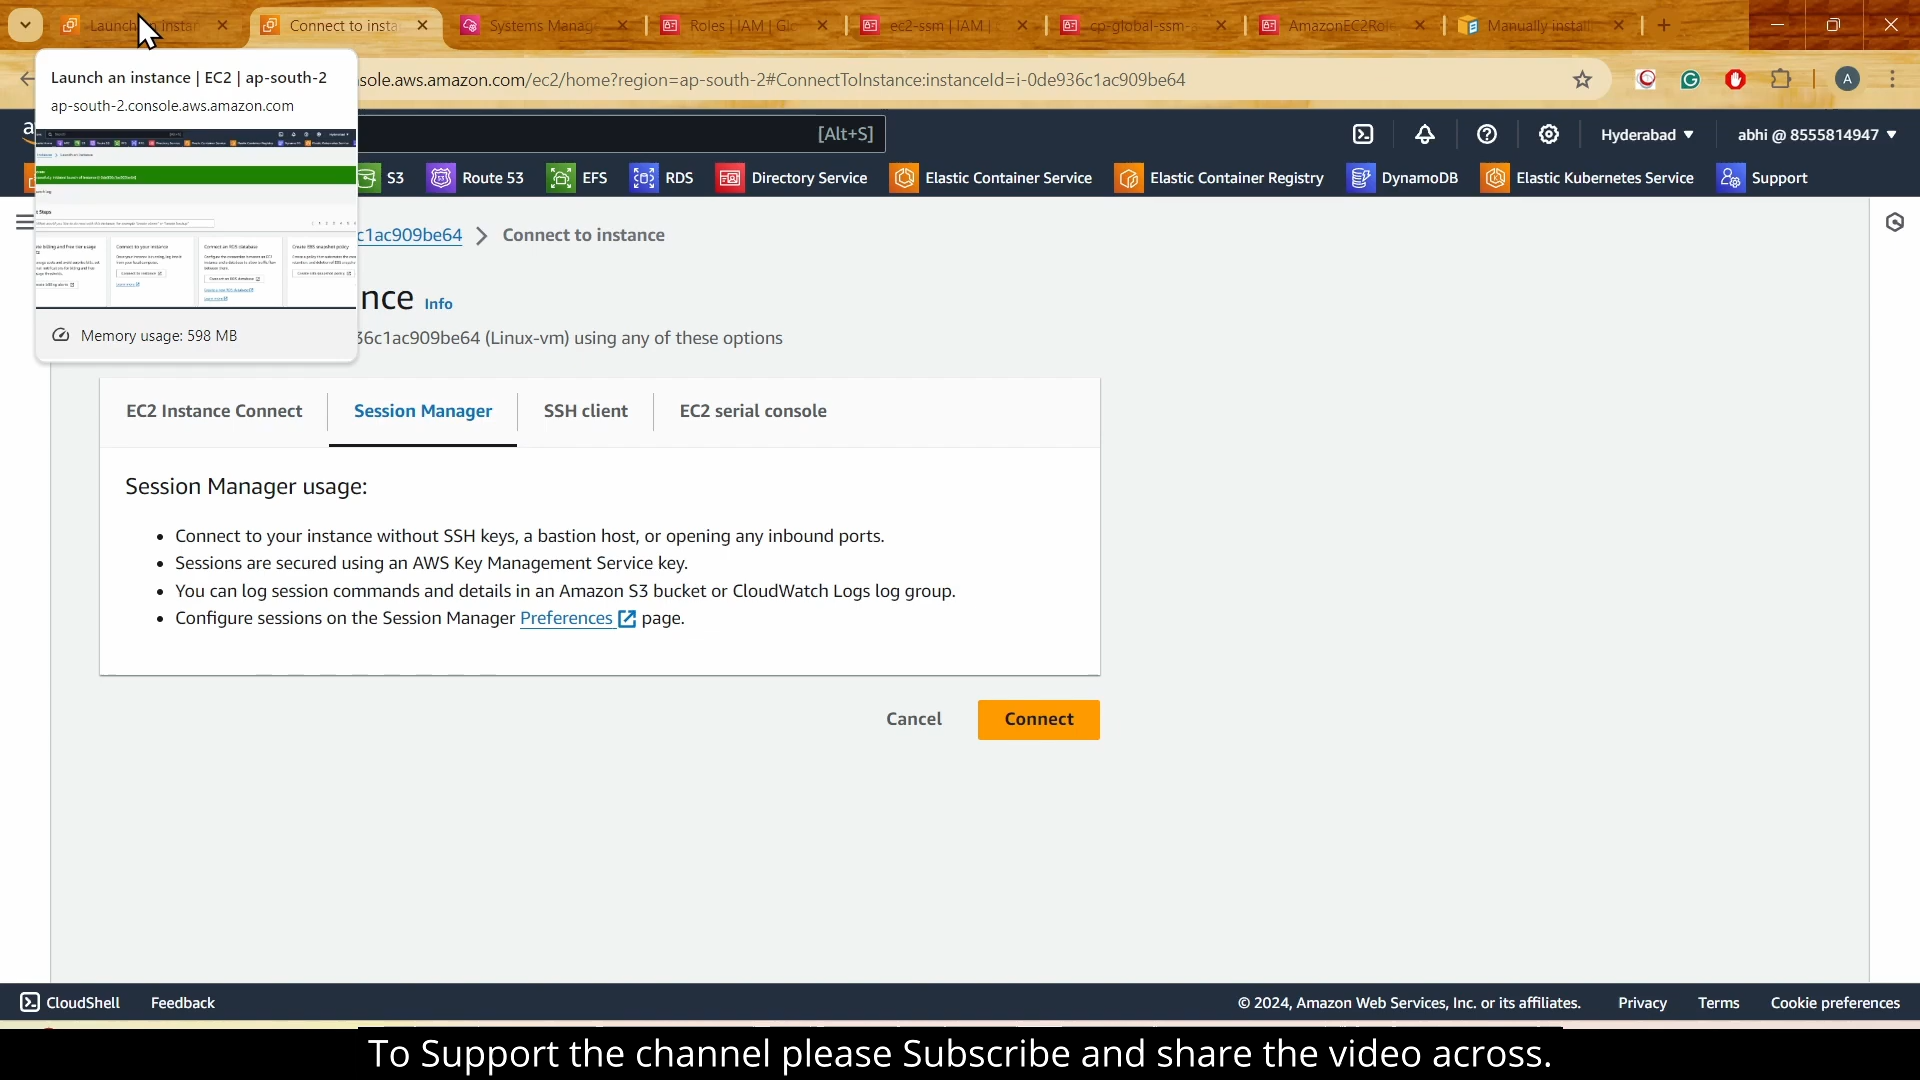 Launch an instan
Connect to insta
Systems Manag
Roles | IAM | Glo
ec2-ssm | IAM |
cp-global-ssm-
AmazonEC2Role
Manually install
Launch an instance | EC2 | ap-south-2
ap-south-2.console.aws.amazon.com
Memory usage: 598 MB
sole.aws.amazon.com/ec2/home?region=ap-south-2#ConnectToInstance:instanceId=i-0de936c1ac909be64
A
[Alt+S]
Hyderabad
abhi @ 8555814947
S3
Route 53
EFS
RDS
Directory Service
Elastic Container Service
Elastic Container Registry
DynamoDB
Elastic Kubernetes Service
Support
c1ac909be64 > Connect to instance
nce Info
36c1ac909be64 (Linux-vm) using any of these options
EC2 Instance Connect
Session Manager
SSH client
EC2 serial console
Session Manager usage:
• Connect to your instance without SSH keys, a bastion host, or opening any inbound ports.
• Sessions are secured using an AWS Key Management Service key.
• You can log session commands and details in an Amazon S3 bucket or CloudWatch Logs log group.
• Configure sessions on the Session Manager Preferences page.
Cancel
Connect
CloudShell
Feedback
© 2024, Amazon Web Services, Inc. or its affiliates.
Privacy
Terms
Cookie preferences
To Support the channel please Subscribe and share the video across.